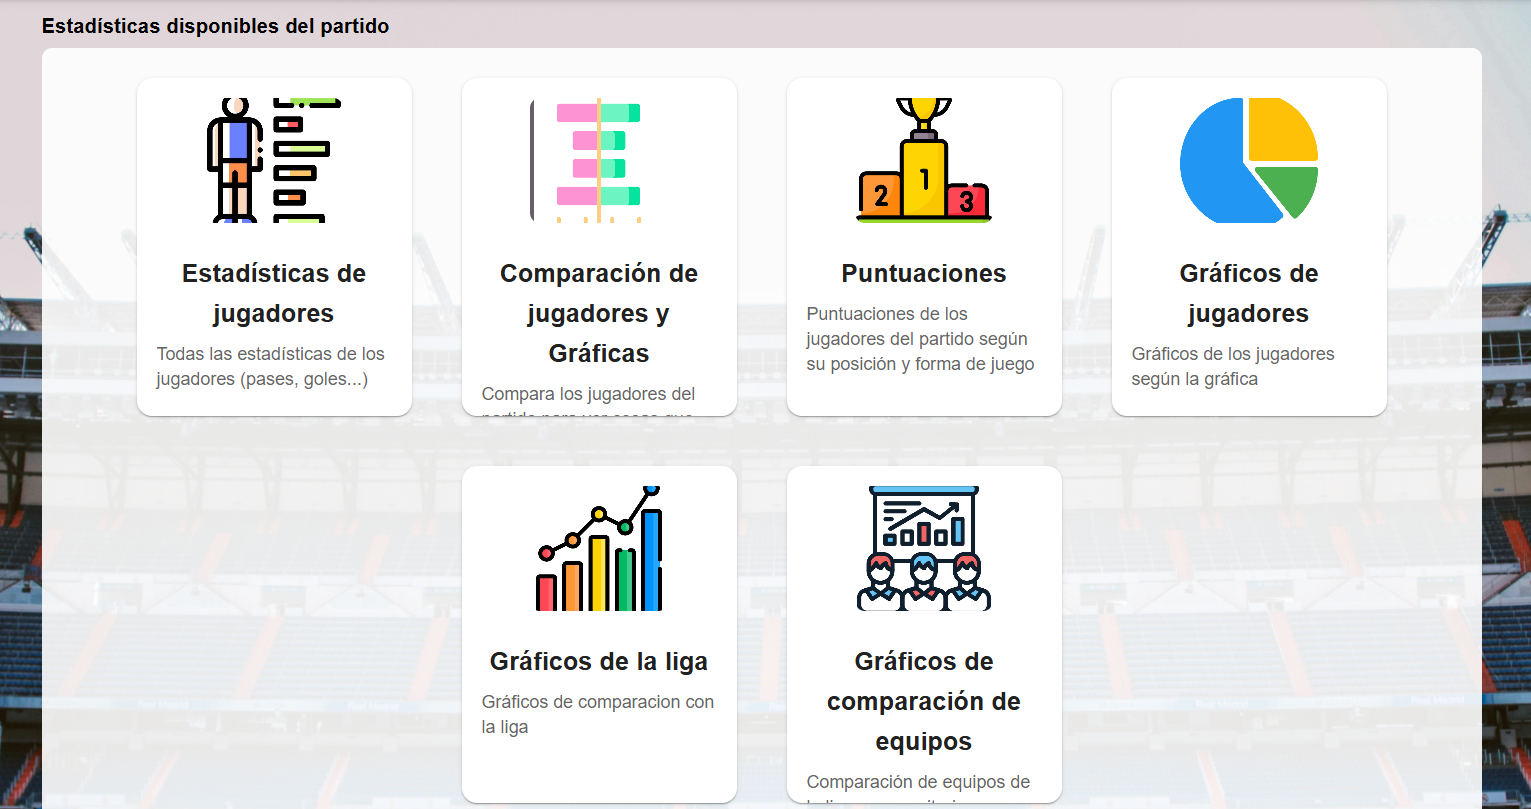 Estadísticas disponibles del partido
2
1
3
Estadísticas de
jugadores
Todas las estadísticas de los
jugadores (pases, goles...)
Comparación de
jugadores y
Gráficas
Compara los jugadores del
Puntuaciones
Puntuaciones de los
jugadores del partido según
su posición y forma de juego
Gráficos de
jugadores
Gráficos de los jugadores
según la gráfica
Gráficos de la liga
Gráficos de comparacion con
la liga
Gráficos de
comparación de
equipos
Comparación de equipos de